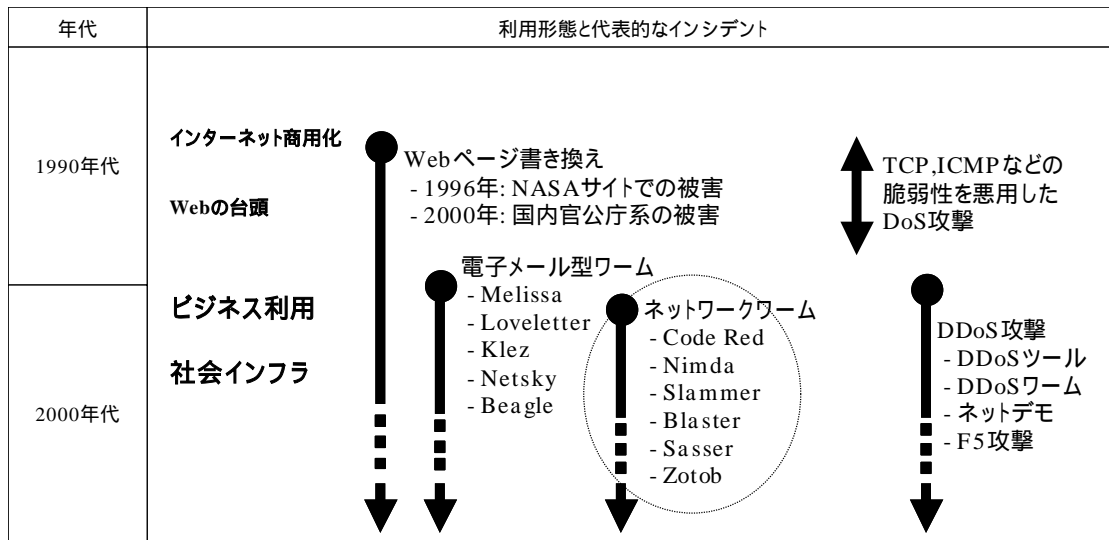 年代
利用形態と代表的なインシデント
1990年代
インターネット商用化
Webの台頭
Webページ書き換え
- 1996年: NASAサイトでの被害
- 2000年: 国内官公庁系の被害
TCP,ICMPなどの
脆弱性を悪用した
DoS攻撃
2000年代
ビジネス利用
社会インフラ
電子メール型ワーム
- Melissa
- Loveletter
- Klez
- Netsky
- Beagle
ネットワークワーム
- Code Red
- Nimda
- Slammer
- Blaster
- Sasser
- Zotob
DDoS攻撃
- DDoSツール
- DDoSワーム
- ネットデモ
- F5攻撃